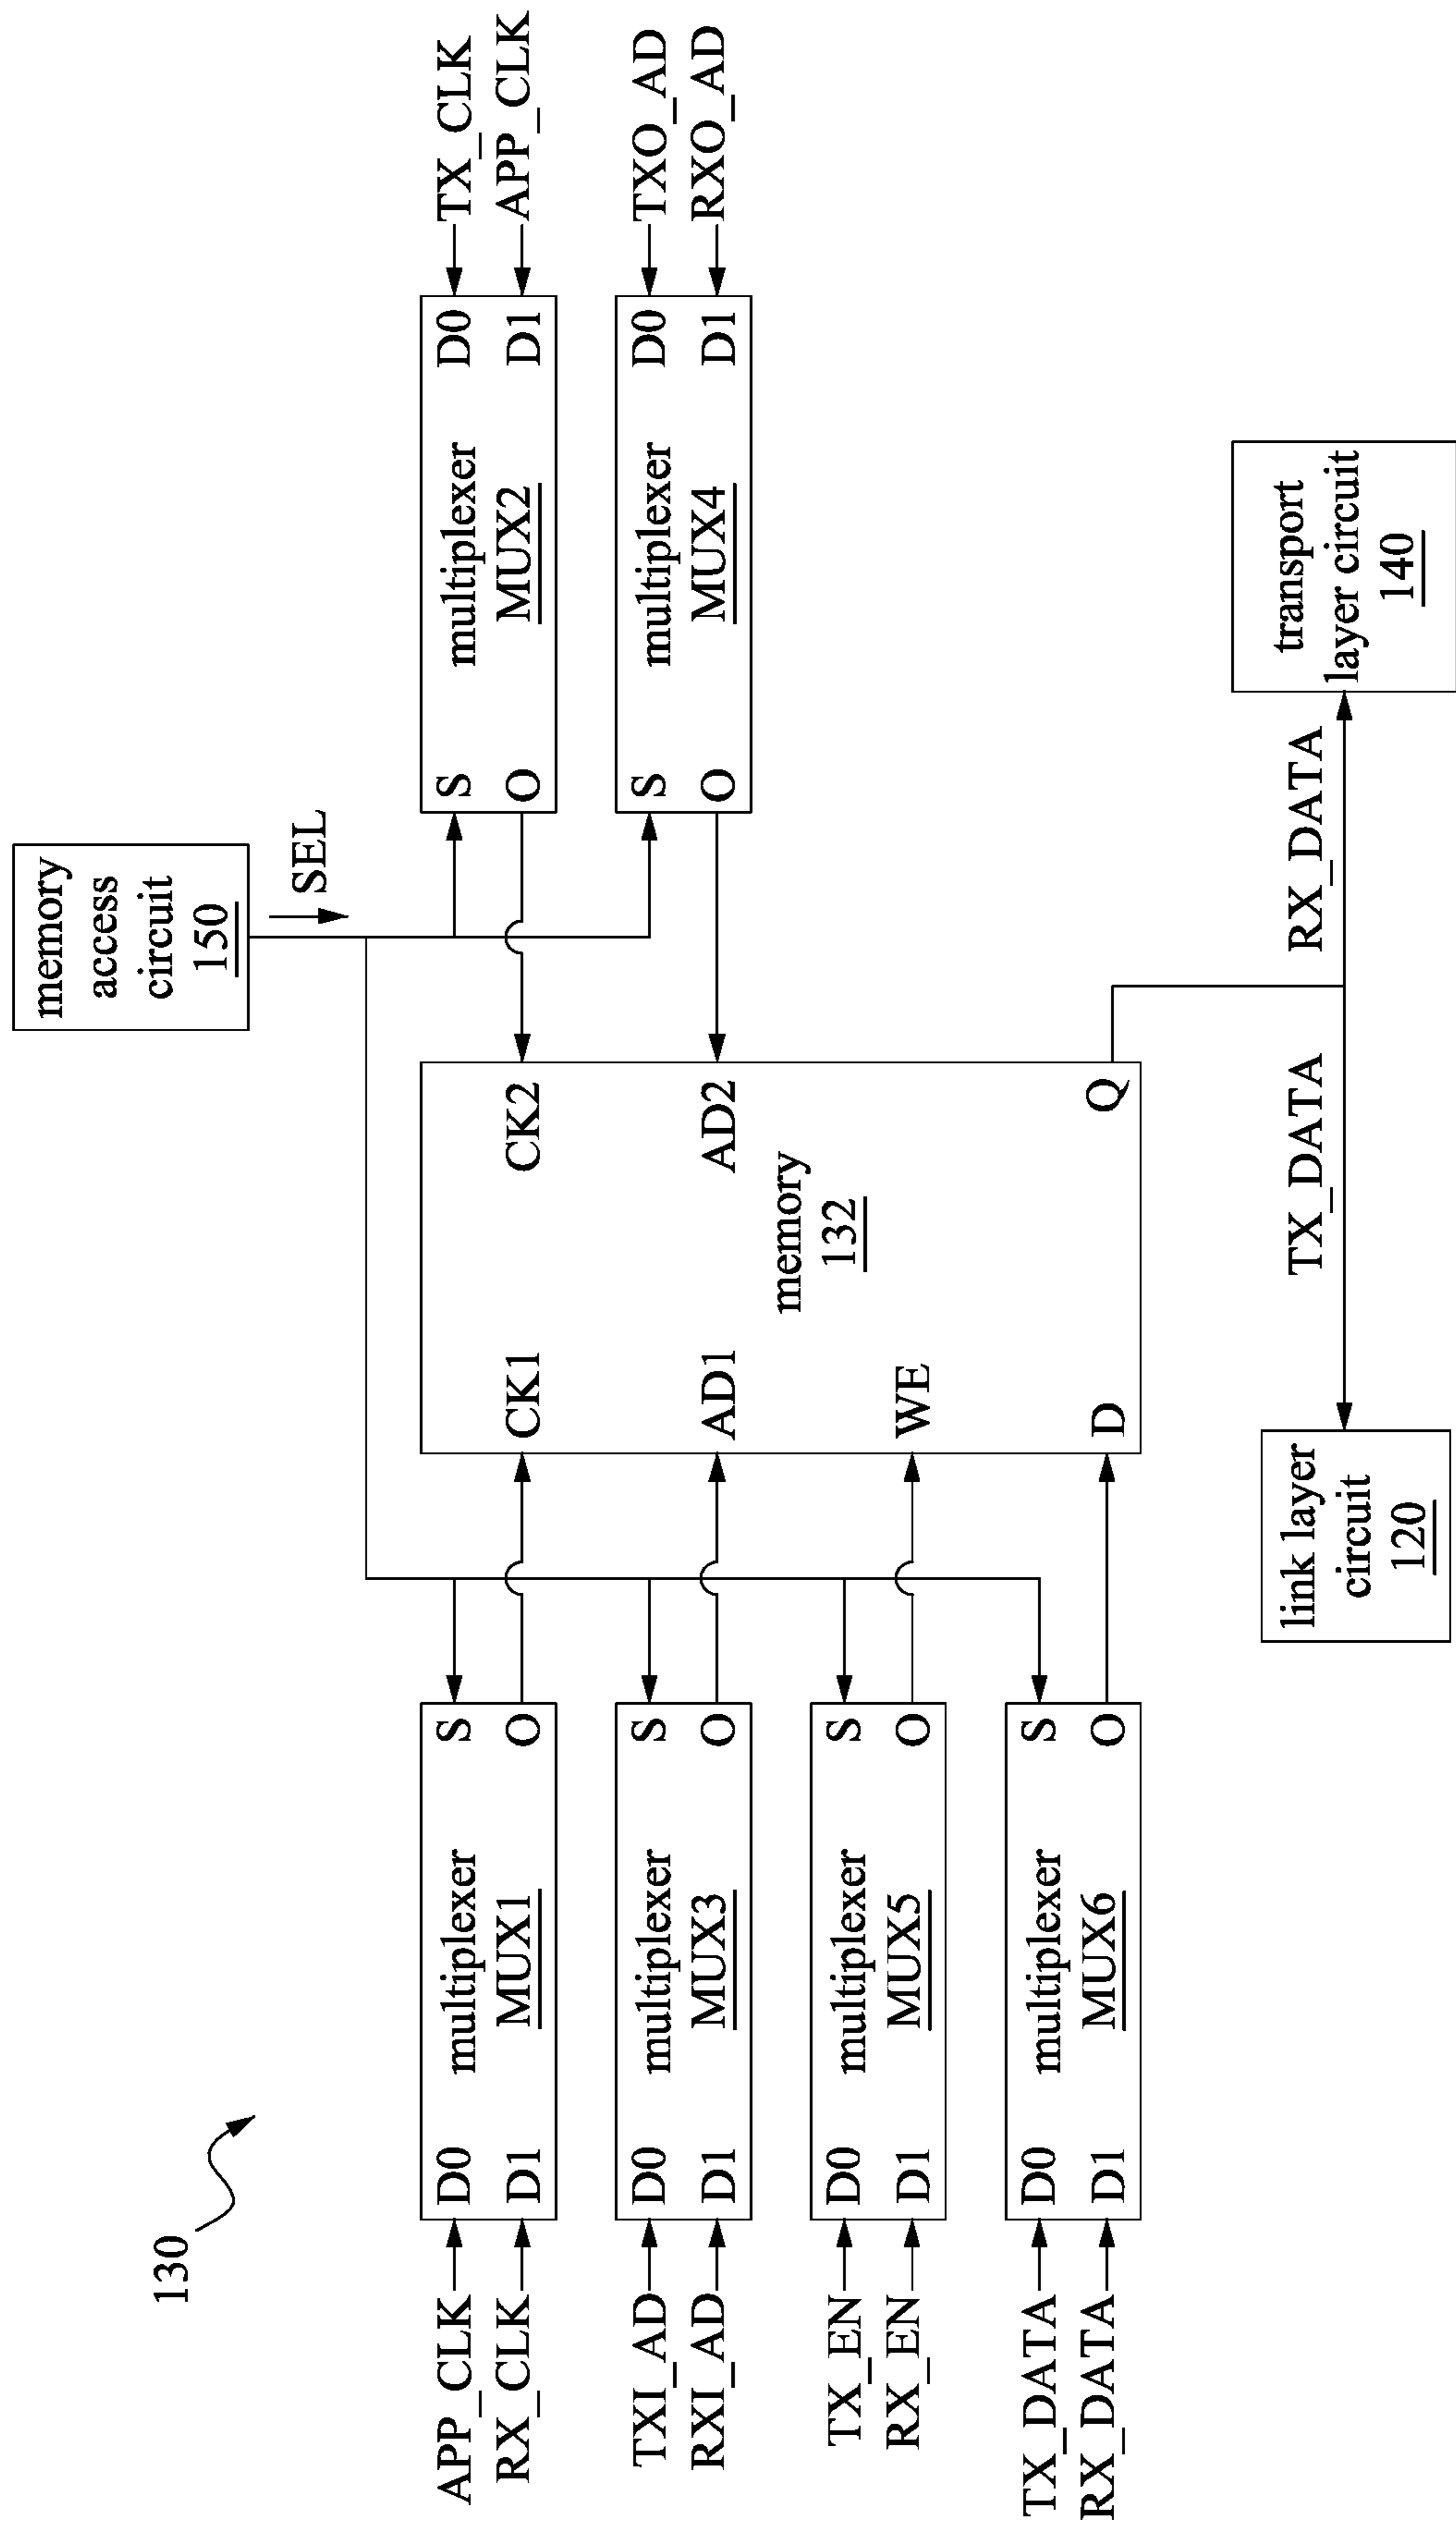 130
memory
access
circuit
150
SEL
APP_CLK
RX_CLK
D0
D1
multiplexer
MUX1
S
O
TXI_AD
RXI_AD
D0
D1
multiplexer
MUX3
S
O
TX_EN
RX_EN
D0
D1
multiplexer
MUX5
S
O
TX_DATA
RX_DATA
D0
D1
multiplexer
MUX6
S
O
CK1
CK2
AD1
AD2
memory
132
WE
D
Q
S
O
multiplexer
MUX2
D0
D1
TX_CLK
APP_CLK
S
O
multiplexer
MUX4
D0
D1
TXO_AD
RXO_AD
link layer
circuit
120
TX_DATA
RX_DATA
transport
layer circuit
140